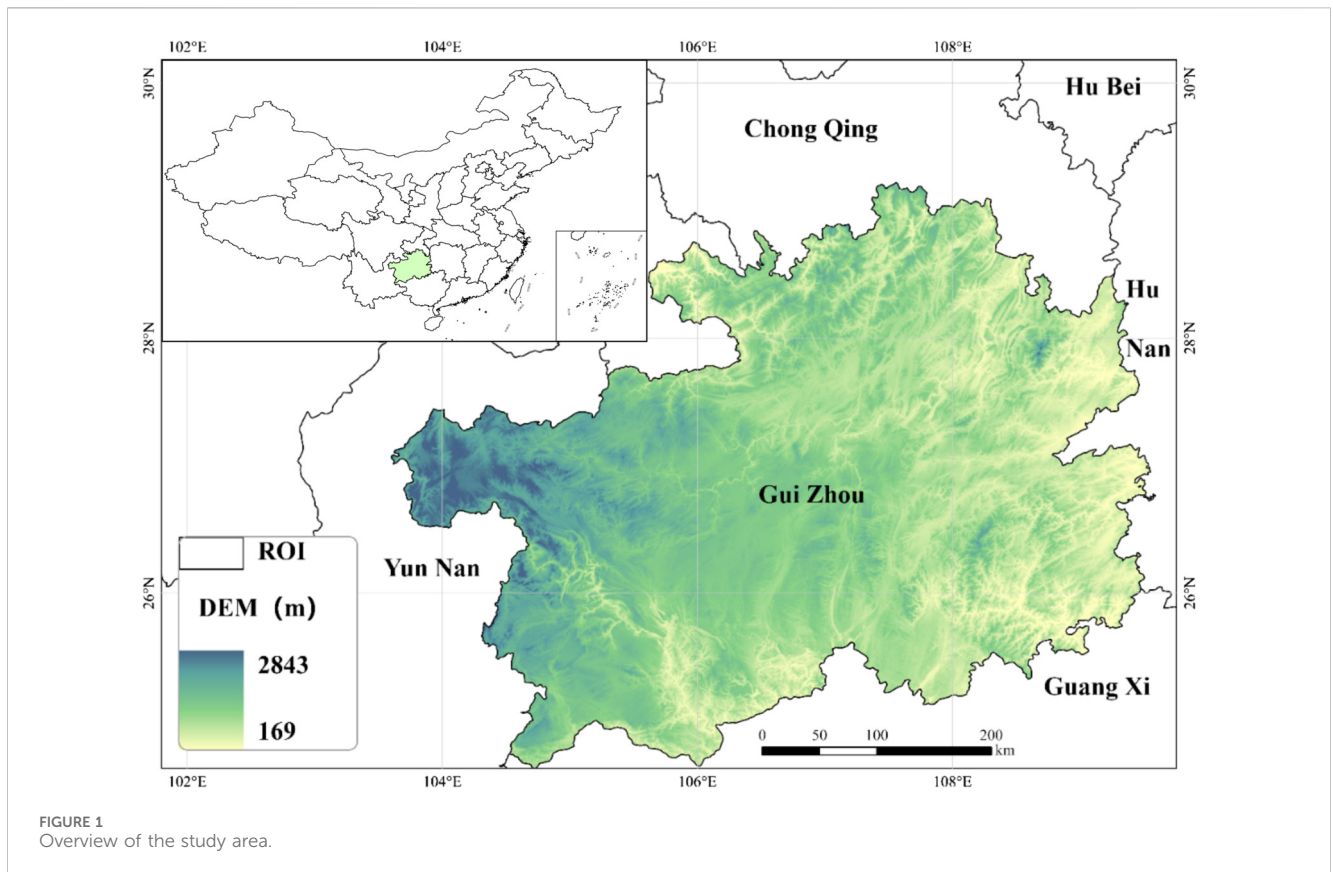 102°E
104°E
106°E
108°E
30°N
30°N
Hu Bei
Chong Qing
Hu
Nan
28°N
28°N
Gui Zhou
Yun Nan
ROI
DEM（m）
2843
169
26°N
26°N
Guang Xi
0 50 100 200
km
102°E
104°E
106°E
108°E
FIGURE 1
Overview of the study area.